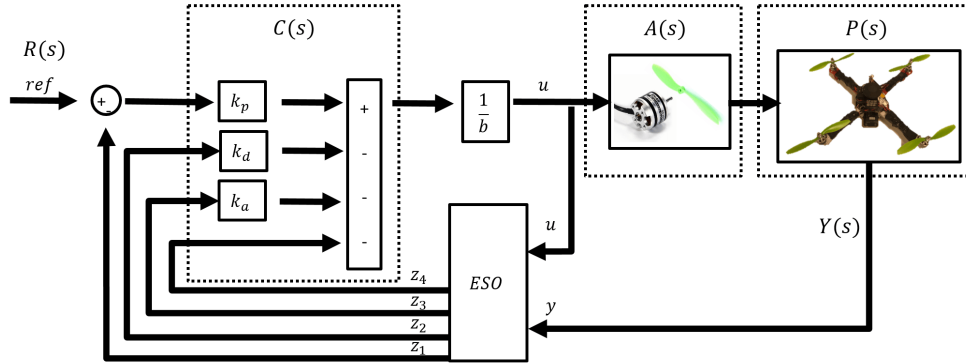 C(s)
A(s)
P(s)
R(s)
ref
+
-
k_p
k_d
k_a
+
-
-
-
1
b
u
u
Y(s)
y
ESO
z_4
z_3
z_2
z_1